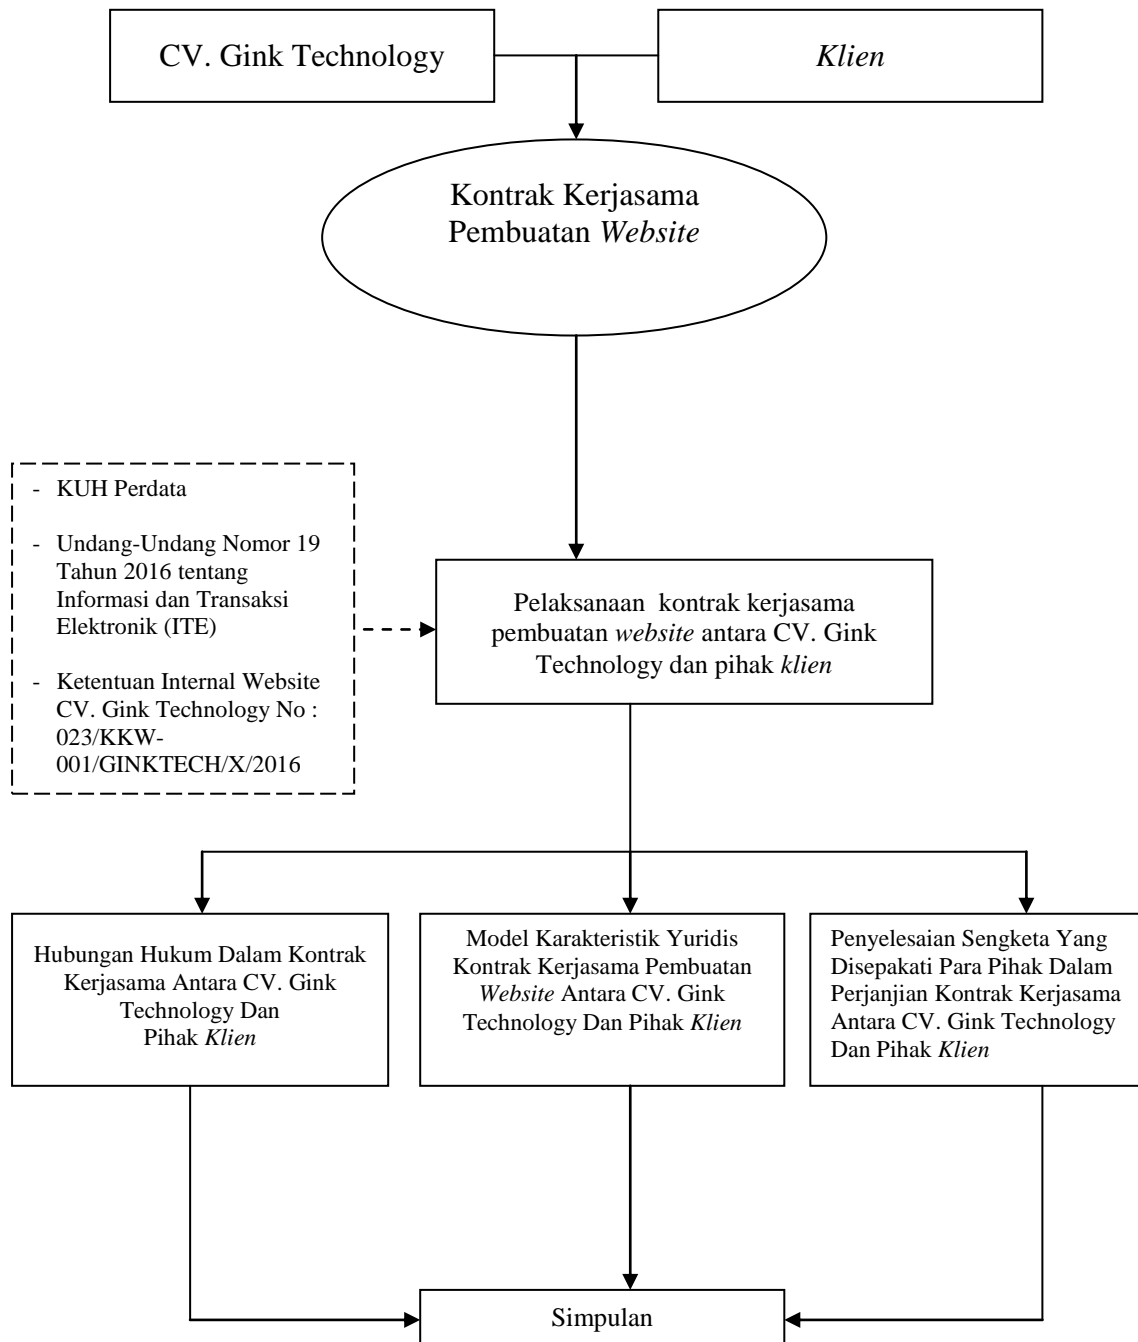 CV. Gink Technology
Klien
Kontrak Kerjasama
Pembuatan Website
- KUH Perdata
- Undang-Undang Nomor 19
Tahun 2016 tentang
Informasi dan Transaksi
Elektronik (ITE)
- Ketentuan Internal Website
CV. Gink Technology No :
023/KKW-
001/GINKTECH/X/2016
Pelaksanaan kontrak kerjasama
pembuatan website antara CV. Gink
Technology dan pihak klien
Hubungan Hukum Dalam Kontrak
Kerjasama Antara CV. Gink
Technology Dan
Pihak Klien
Model Karakteristik Yuridis
Kontrak Kerjasama Pembuatan
Website Antara CV. Gink
Technology Dan Pihak Klien
Penyelesaian Sengketa Yang
Disepakati Para Pihak Dalam
Perjanjian Kontrak Kerjasama
Antara CV. Gink Technology
Dan Pihak Klien
Simpulan